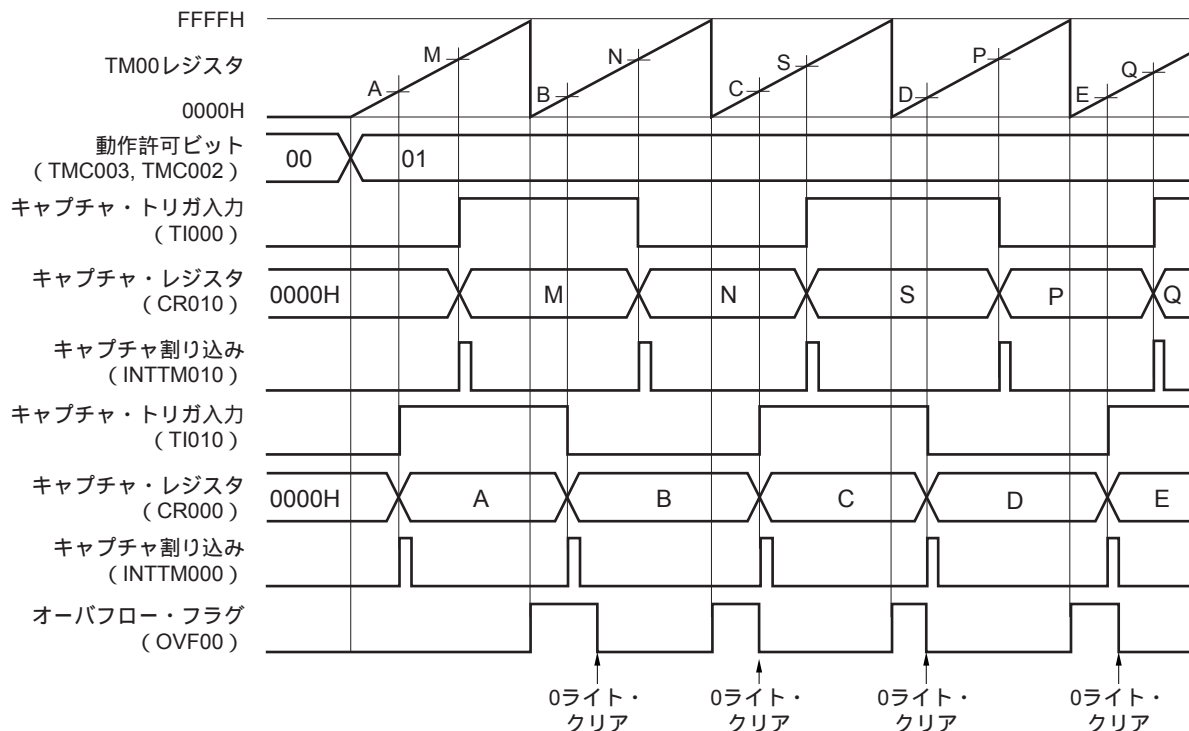 FFFFH
TM00レジスタ
0000H
A
M
B
N
C
S
D
P
E
Q
動作許可ビット
(TMC003, TMC002)
00
01
キャプチャ・トリガ入力
(TI000)
キャプチャ・レジスタ
(CR010)
0000H
M
N
S
P
Q
キャプチャ割り込み
(INTTM010)
キャプチャ・トリガ入力
(TI010)
キャプチャ・レジスタ
(CR000)
0000H
A
B
C
D
E
キャプチャ割り込み
(INTTM000)
オーバフロー・フラグ
(OVF00)
0ライト・
クリア
0ライト・
クリア
0ライト・
クリア
0ライト・
クリア